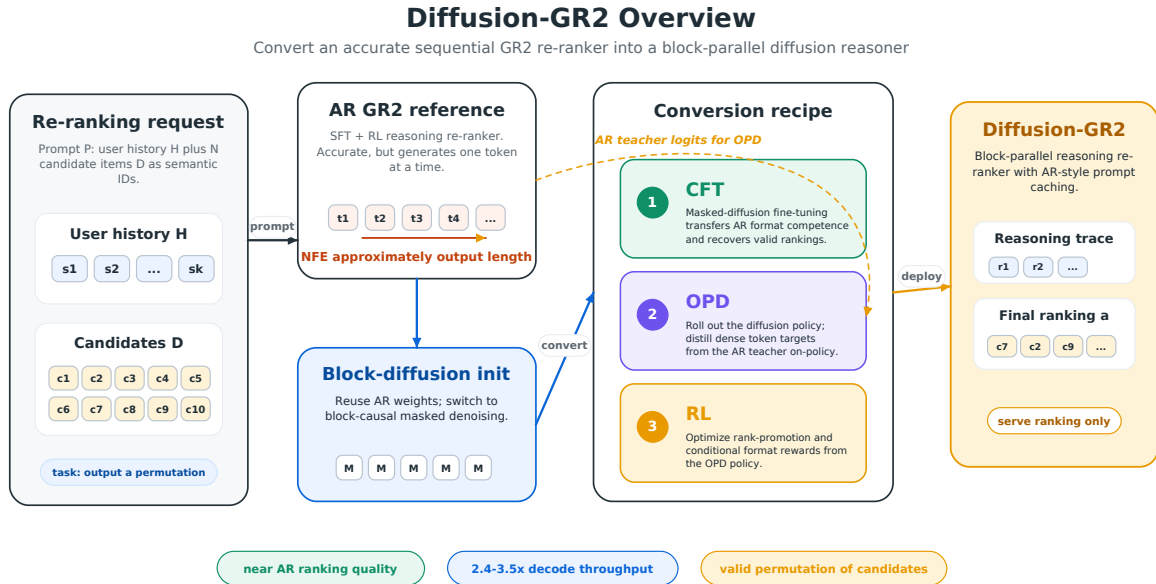 Diffusion-GR2 Overview
Convert an accurate sequential GR2 re-ranker into a block-parallel diffusion reasoner
Re-ranking request
Prompt P: user history H plus N
candidate items D as semantic
IDs.
User history H
s1 s2 ... sk
Candidates D
c1 c2 c3 c4 c5
c6 c7 c8 c9 c10
task: output a permutation
prompt
AR GR2 reference
SFT + RL reasoning re-ranker.
Accurate, but generates one token
at a time.
t1 t2 t3 t4 ...
NFE approximately output length
Block-diffusion init
Reuse AR weights; switch to
block-causal masked denoising.
M M M M M
convert
Conversion recipe
AR teacher logits for OPD
1
CFT
Masked-diffusion fine-tuning
transfers AR format competence
and recovers valid rankings.
2
OPD
Roll out the diffusion policy;
distill dense token targets
from the AR teacher on-policy.
3
RL
Optimize rank-promotion and
conditional format rewards from
the OPD policy.
deploy
Diffusion-GR2
Block-parallel reasoning re-
ranker with AR-style prompt
caching.
Reasoning trace
r1 r2 ...
Final ranking a
c7 c2 c9 ...
serve ranking only
near AR ranking quality
2.4-3.5x decode throughput
valid permutation of candidates